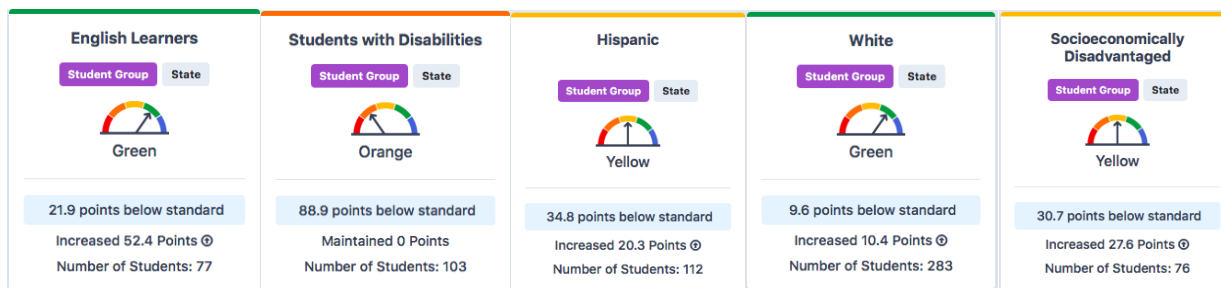 English Learners
Student Group State
Green
21.9 points below standard
Increased 52.4 Points
Number of Students: 77
Students with Disabilities
Student Group State
Orange
88.9 points below standard
Maintained 0 Points
Number of Students: 103
Hispanic
Student Group State
Yellow
34.8 points below standard
Increased 20.3 Points
Number of Students: 112
White
Student Group State
Green
9.6 points below standard
Increased 10.4 Points
Number of Students: 283
Socioeconomically
Disadvantaged
Student Group State
Yellow
30.7 points below standard
Increased 27.6 Points
Number of Students: 76